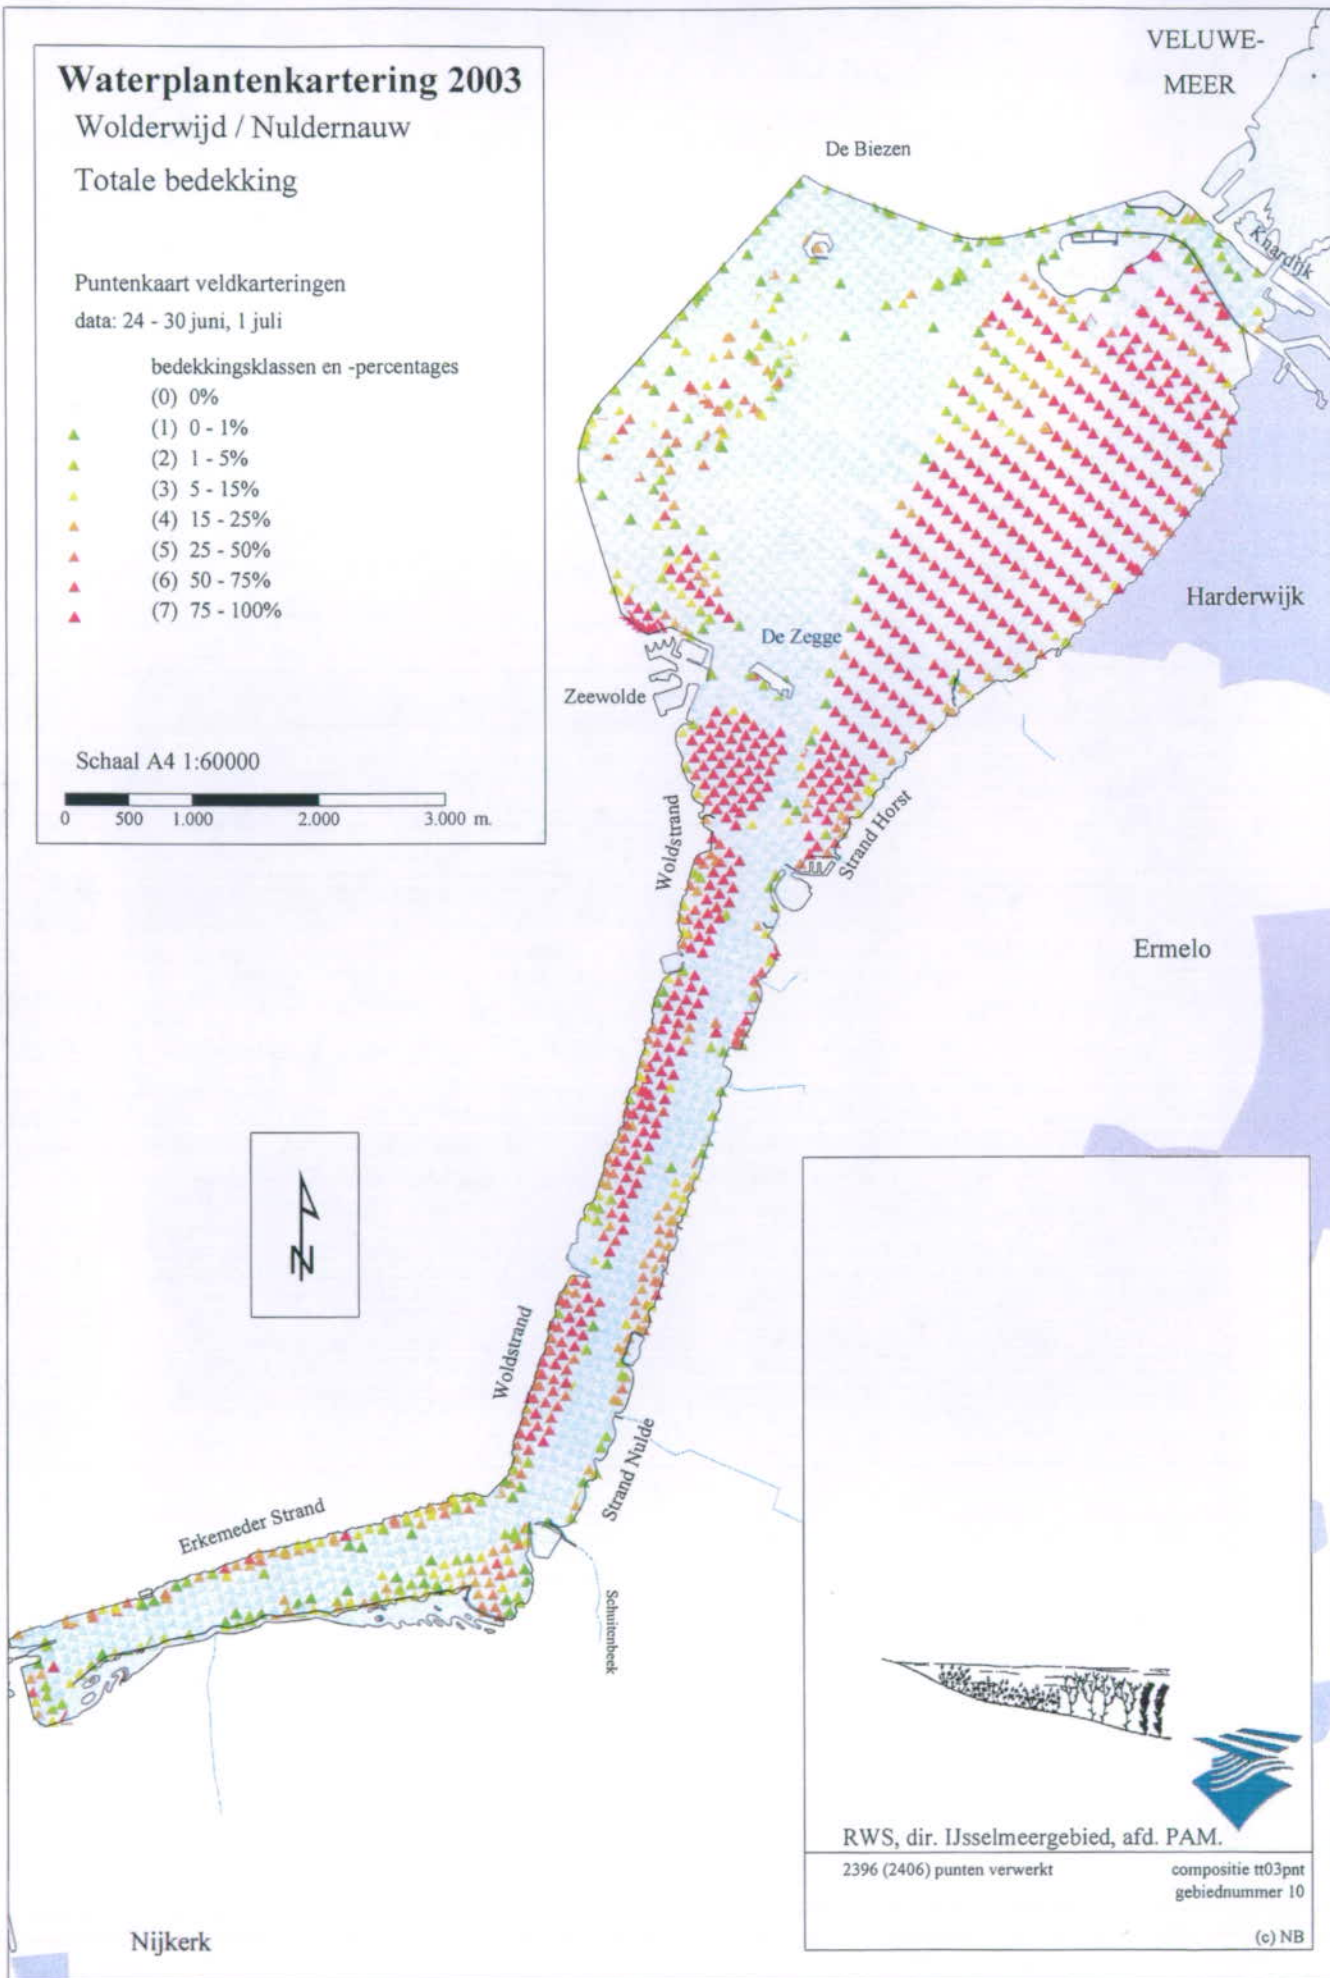 Waterplantenkartering 2003
Wolderwijd / Nuldernauw
Totale bedekking
Puntenkaart veldkarteringen
data: 24 - 30 juni, 1 juli
bedekkingsklassen en -percentages
(0) 0%
(1) 0 - 1%
(2) 1 - 5%
(3) 5 - 15%
(4) 15 - 25%
(5) 25 - 50%
(6) 50 - 75%
(7) 75 - 100%
Schaal A4 1:60000
0 500 1.000 2.000 3.000 m.
VELUWE-
MEER
De Biezen
Knardijk
Harderwijk
De Zegge
Zeewolde
Woldstrand
Strand Horst
Ermelo
N
Woldstrand
Strand Nulde
Erkemeder Strand
Schuitenbeek
Nijkerk
RWS, dir. IJsselmeergebied, afd. PAM.
2396 (2406) punten verwerkt
compositie tt03pnt
gebiednummer 10
(c) NB